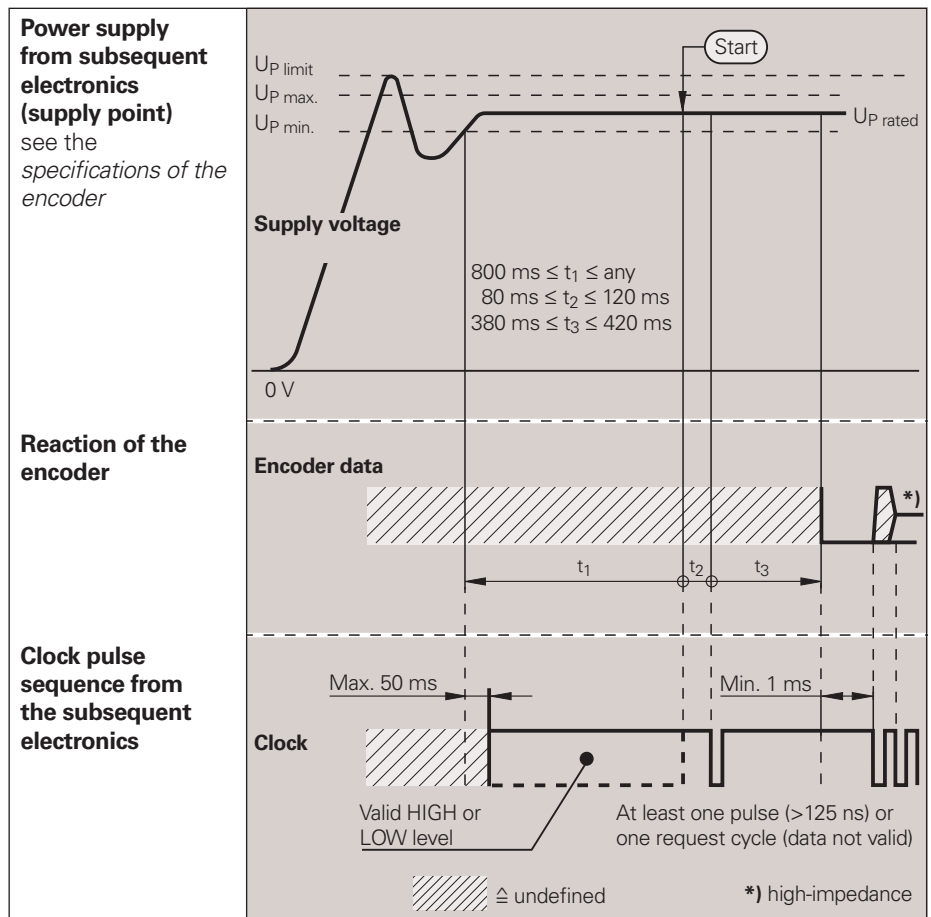 Power supply
from subsequent
electronics
(supply point)
see the
specifications of the
encoder
U P limit
U P max.
U P min.
Start
U P rated
Supply voltage
800 ms ≤ t1 ≤ any
80 ms ≤ t2 ≤ 120 ms
380 ms ≤ t3 ≤ 420 ms
0 V
Reaction of the
encoder
Encoder data
*)
t1
t2
t3
Clock pulse
sequence from
the subsequent
electronics
Max. 50 ms
Min. 1 ms
Clock
Valid HIGH or
LOW level
At least one pulse (>125 ns) or
one request cycle (data not valid)
≙ undefined
*) high-impedance